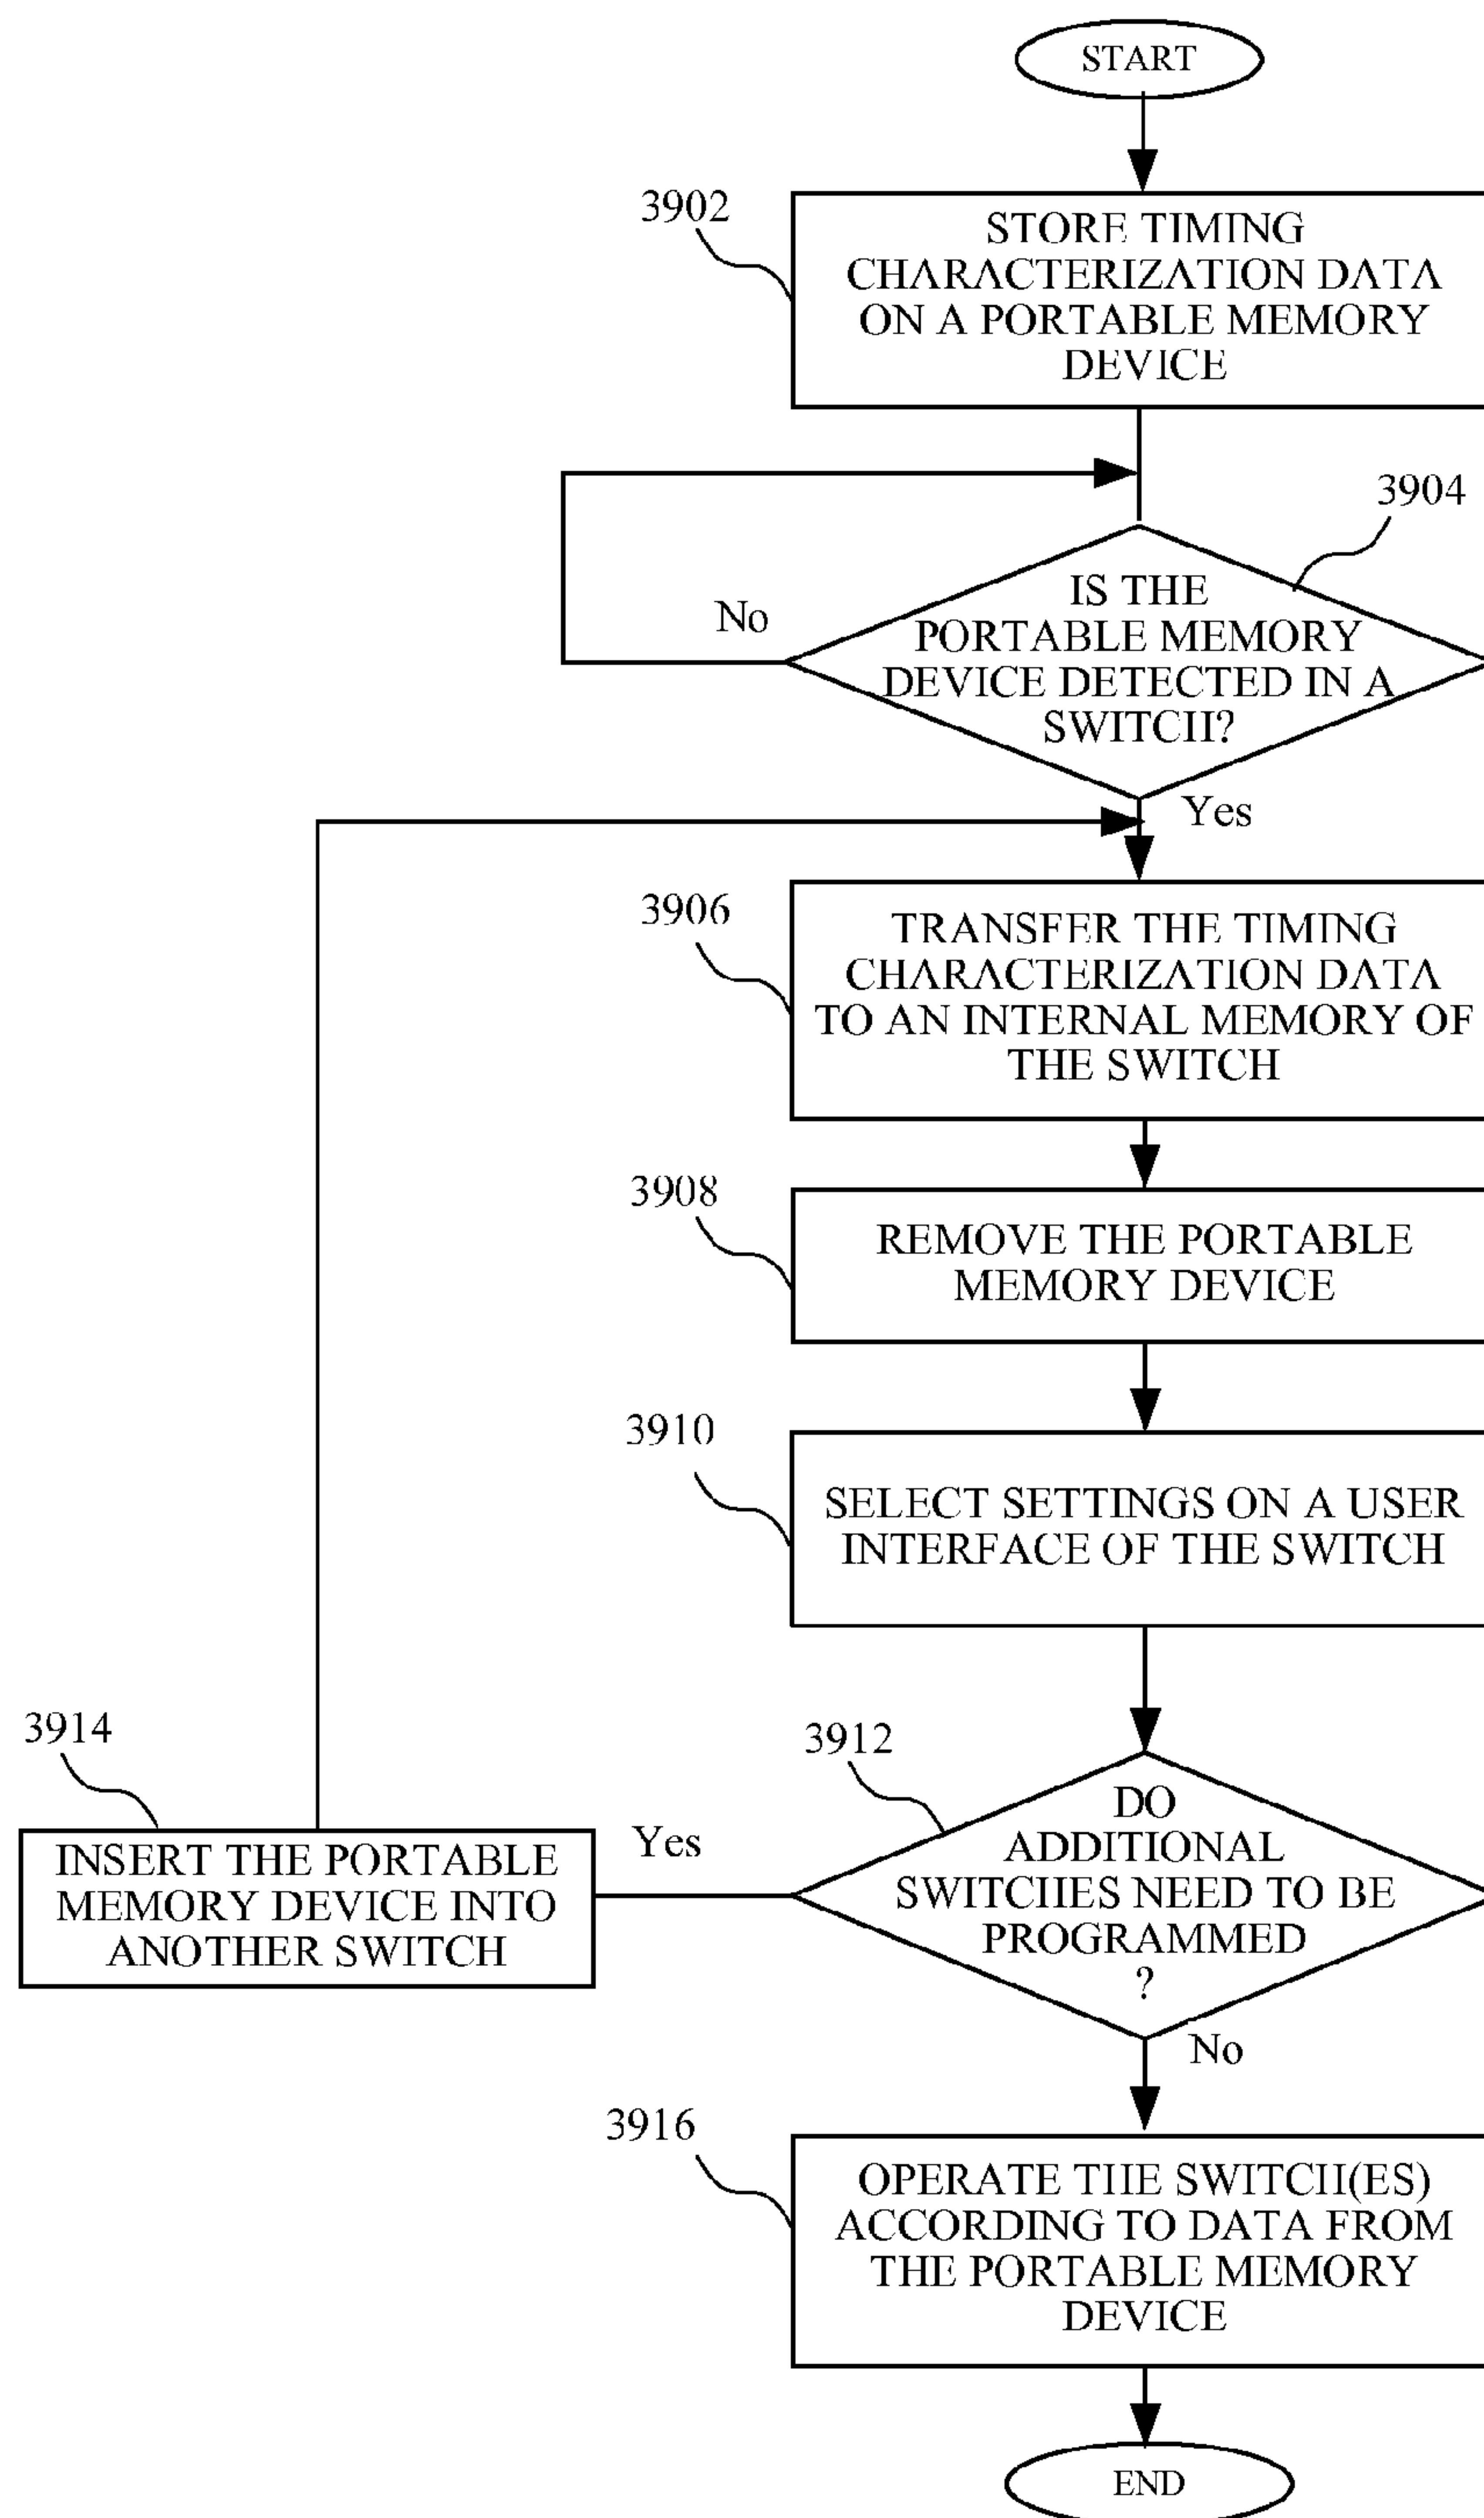 START
3902
STORE TIMING
CHARACTERIZATION DATA
ON A PORTABLE MEMORY
DEVICE
3904
IS THE
PORTABLE MEMORY
DEVICE DETECTED IN A
SWITCH?
No
Yes
3906
TRANSFER THE TIMING
CHARACTERIZATION DATA
TO AN INTERNAL MEMORY OF
THE SWITCH
3908
REMOVE THE PORTABLE
MEMORY DEVICE
3910
SELECT SETTINGS ON A USER
INTERFACE OF THE SWITCH
3912
DO
ADDITIONAL
SWITCHES NEED TO BE
PROGRAMMED
?
Yes
3914
INSERT THE PORTABLE
MEMORY DEVICE INTO
ANOTHER SWITCH
No
3916
OPERATE THE SWITCH(ES)
ACCORDING TO DATA FROM
THE PORTABLE MEMORY
DEVICE
END